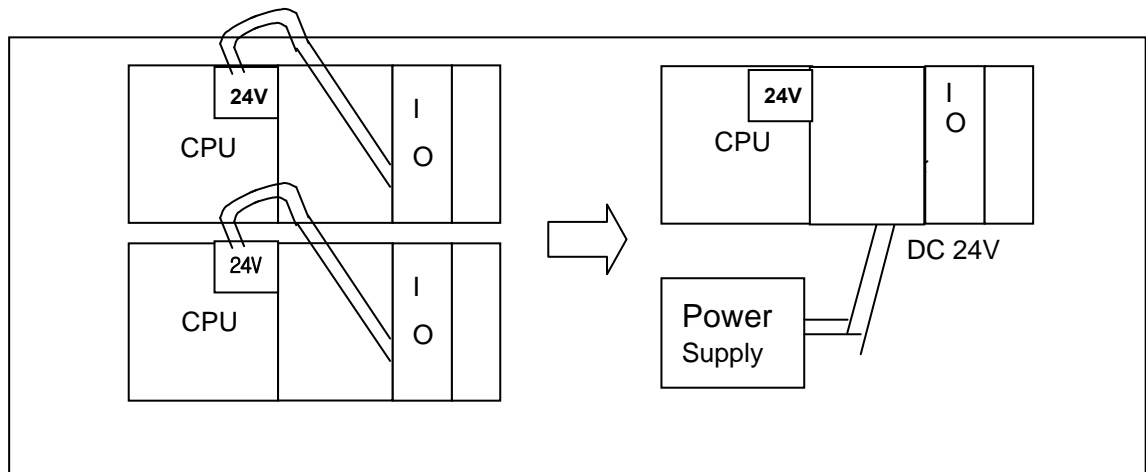 24V
CPU
I
O
24V
CPU
I
O
24V
CPU
I
O
DC 24V
Power
Supply